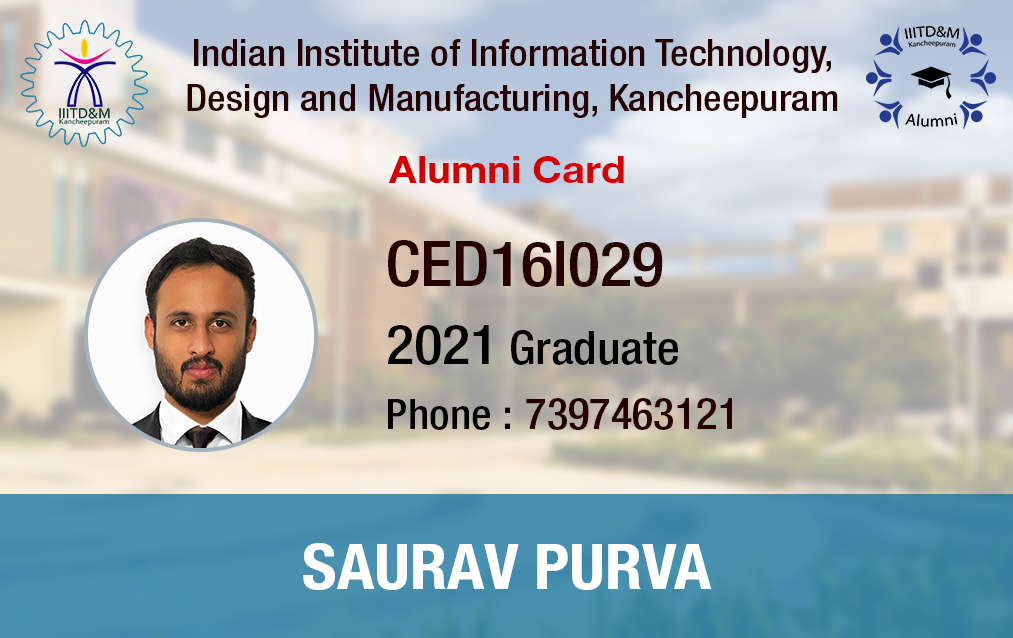 Indian Institute of Information Technology,
Design and Manufacturing, Kancheepuram
IIITD&M
Kancheepuram
IIITD&M
Kancheepuram
Alumni
Alumni Card
CED16I029
2021 Graduate
Phone : 7397463121
SAURAV PURVA